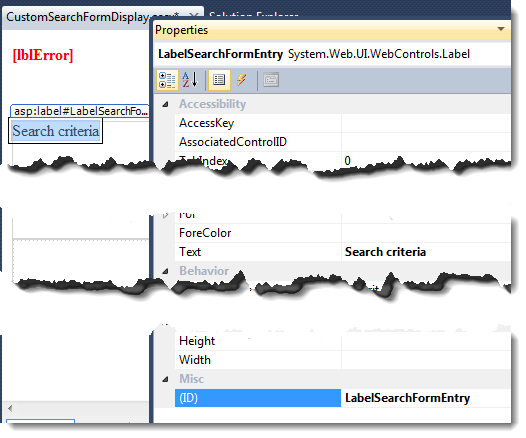 CustomSearchFormDisplay.ascx*
Solution Explorer
[lblError]
asp:label#LabelSearchFo...
Search criteria
Properties
LabelSearchFormEntry System.Web.UI.WebControls.Label
Accessibility
AccessKey
AssociatedControlID
TabIndex 0
ForeColor
Text Search criteria
Behavior
Height
Width
Misc
(ID) LabelSearchFormEntry